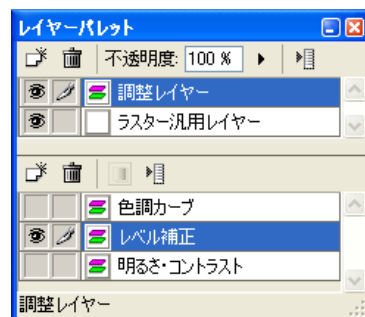 レイヤーパレット
不透明度: 100 %
調整レイヤー
ラスター汎用レイヤー
色調カーブ
レベル補正
明るさ・コントラスト
調整レイヤー